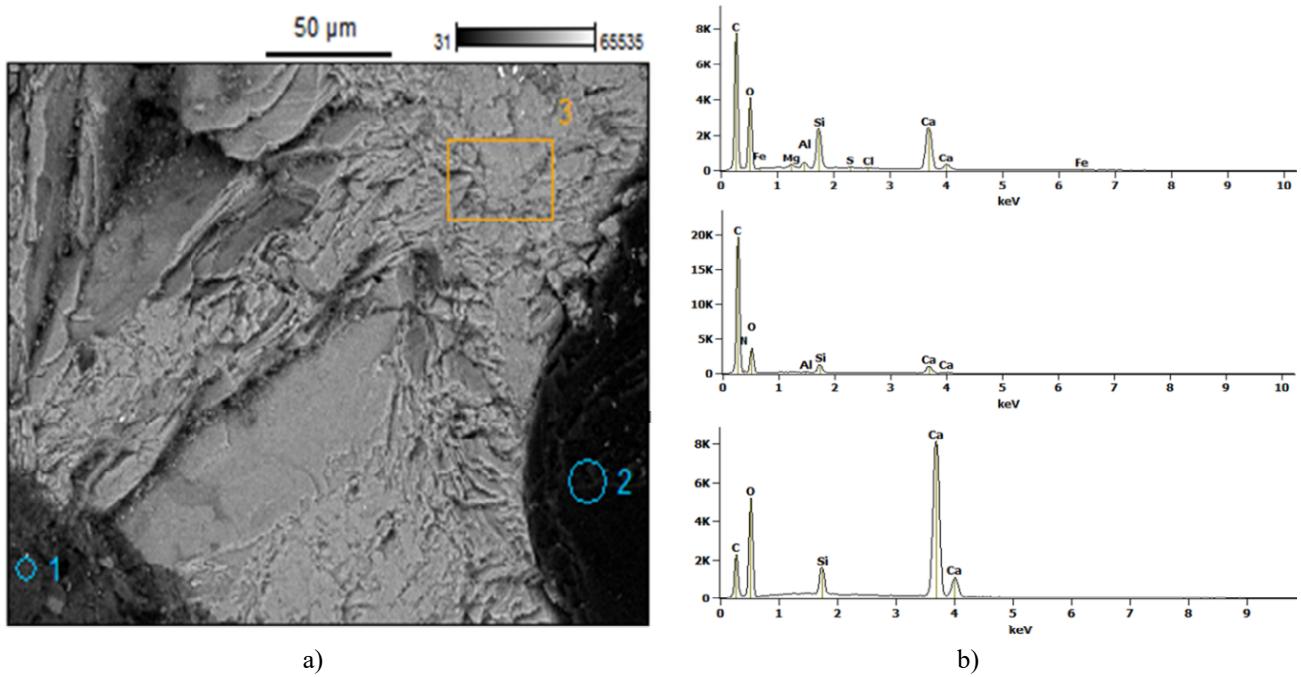 50 µm
31 65535
3
2
1
a)
8K
6K
4K
2K
0
C
O
Fe
Mg
Al
Si
S
Cl
Ca
Ca
Fe
0 1 2 3 4 5 6 7 8 9 10
keV
20K
15K
10K
5K
0
C
N
O
Al
Si
Ca
Ca
0 1 2 3 4 5 6 7 8 9 10
keV
8K
6K
4K
2K
0
C
O
Si
Ca
Ca
0 1 2 3 4 5 6 7 8 9
keV
b)